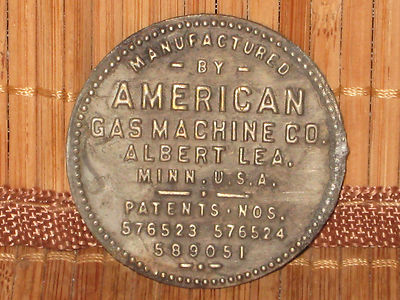 MANUFACTURED
- BY -
AMERICAN
GAS MACHINE CO.
ALBERT LEA,
MINN. U.S.A.
PATENTS·NOS.
576523 576524
589051